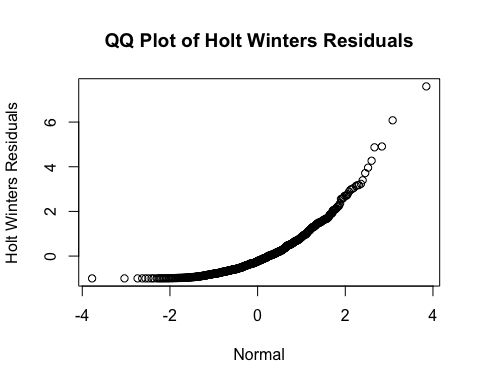 QQ Plot of Holt Winters Residuals
Holt Winters Residuals
6
4
2
0
-4 -2 0 2 4
Normal